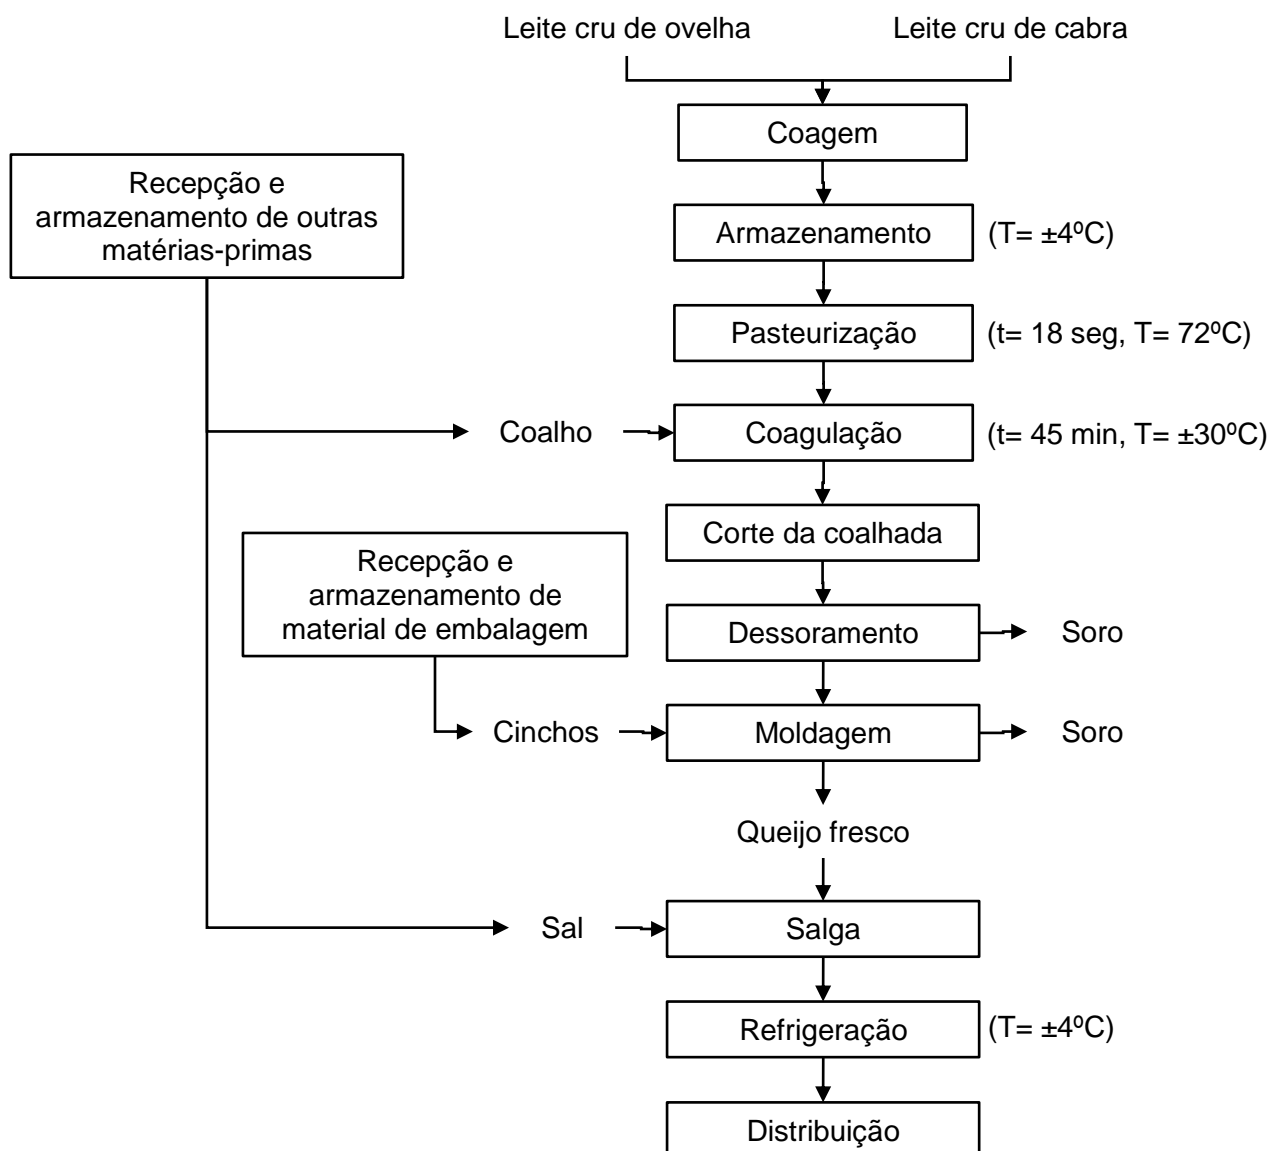 Leite cru de ovelha
Leite cru de cabra
Coagem
Recepção e
armazenamento de outras
matérias-primas
Armazenamento
(T= ±4ºC)
Pasteurização
(t= 18 seg, T= 72ºC)
Coalho
Coagulação
(t= 45 min, T= ±30ºC)
Corte da coalhada
Recepção e
armazenamento de
material de embalagem
Dessoramento
Soro
Cinchos
Moldagem
Soro
Queijo fresco
Sal
Salga
Refrigeração
(T= ±4ºC)
Distribuição